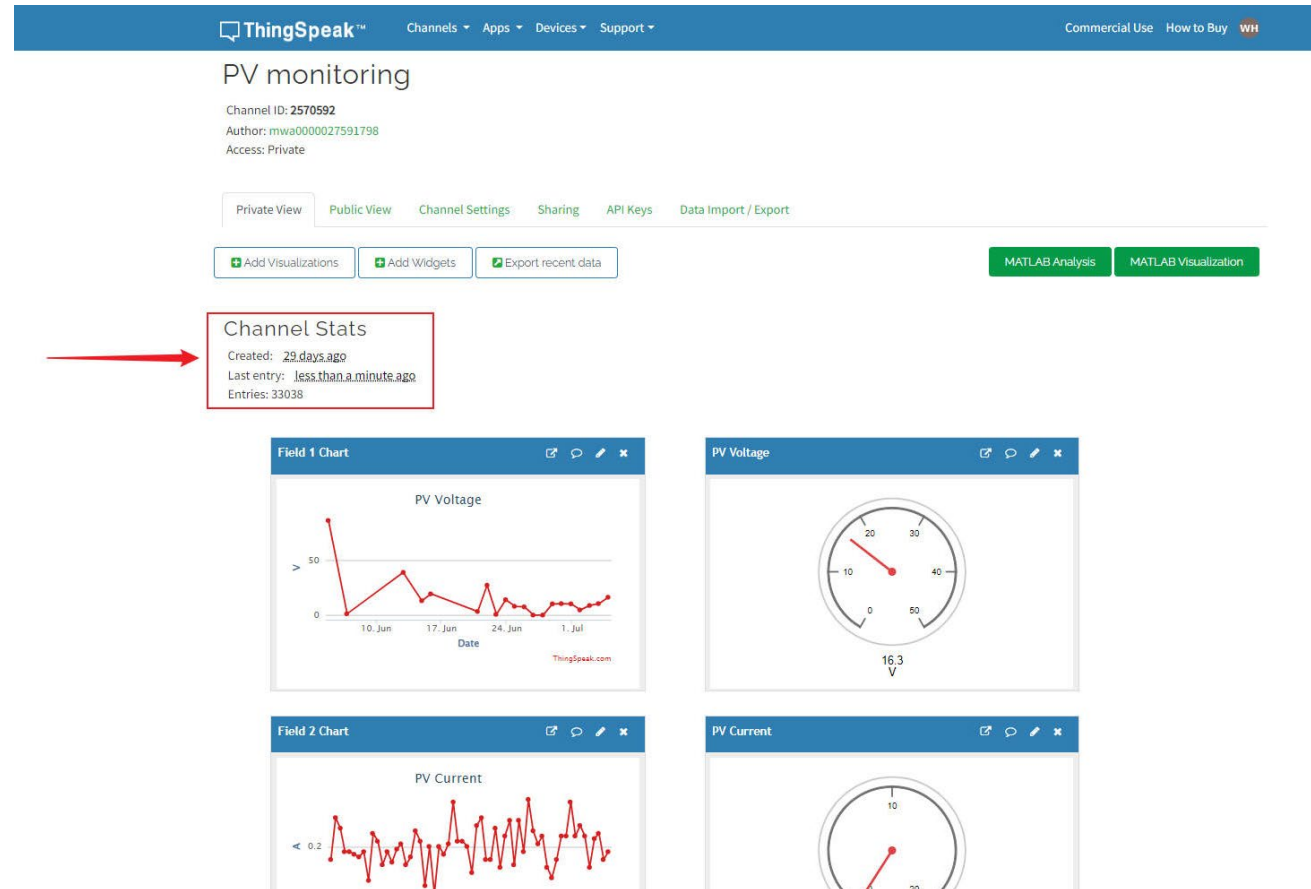 ThingSpeak™ Channels Apps Devices Support Commercial Use How to Buy WH
PV monitoring
Channel ID: 2570592
Author: mwa0000027591798
Access: Private
Private View Public View Channel Settings Sharing API Keys Data Import / Export
Add Visualizations Add Widgets Export recent data MATLAB Analysis MATLAB Visualization
Channel Stats
Created: 29 days ago
Last entry: less than a minute ago
Entries: 33038
Field 1 Chart
PV Voltage
V
50
0
10. Jun 17. Jun 24. Jun 1. Jul
Date
ThingSpeak.com
PV Voltage
20 30
10 40
0 50
16.3
V
Field 2 Chart
PV Current
A
0.2
PV Current
10
20